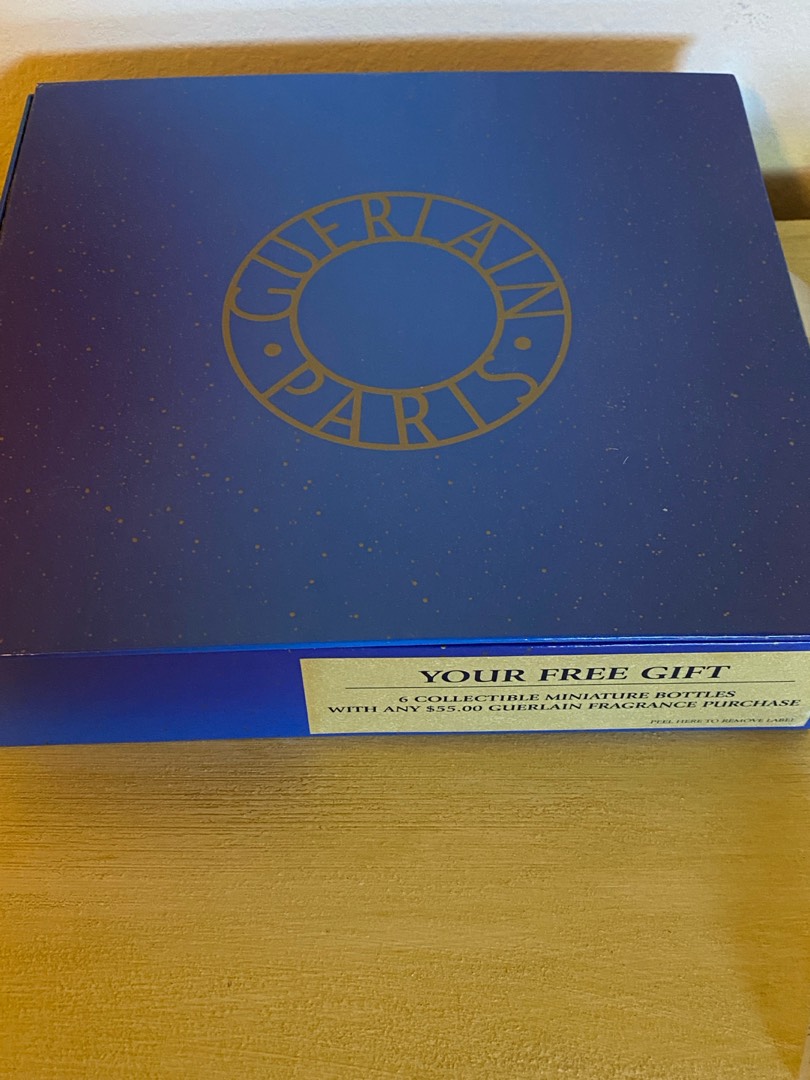 GUERLAIN
• PARIS •
YOUR FREE GIFT
6 COLLECTIBLE MINIATURE BOTTLES
WITH ANY $55.00 GUERLAIN FRAGRANCE PURCHASE
PEEL HERE TO REMOVE LABEL